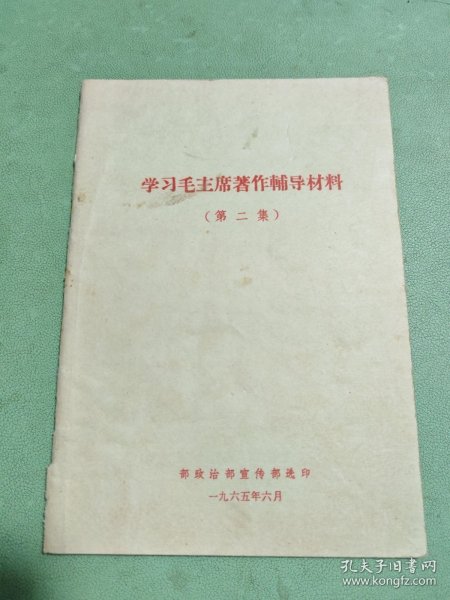 学习毛主席著作輔导材料
（第二集）
部政治部宣传部选印
一九六五年六月
孔夫子旧书网
www.kongfz.com